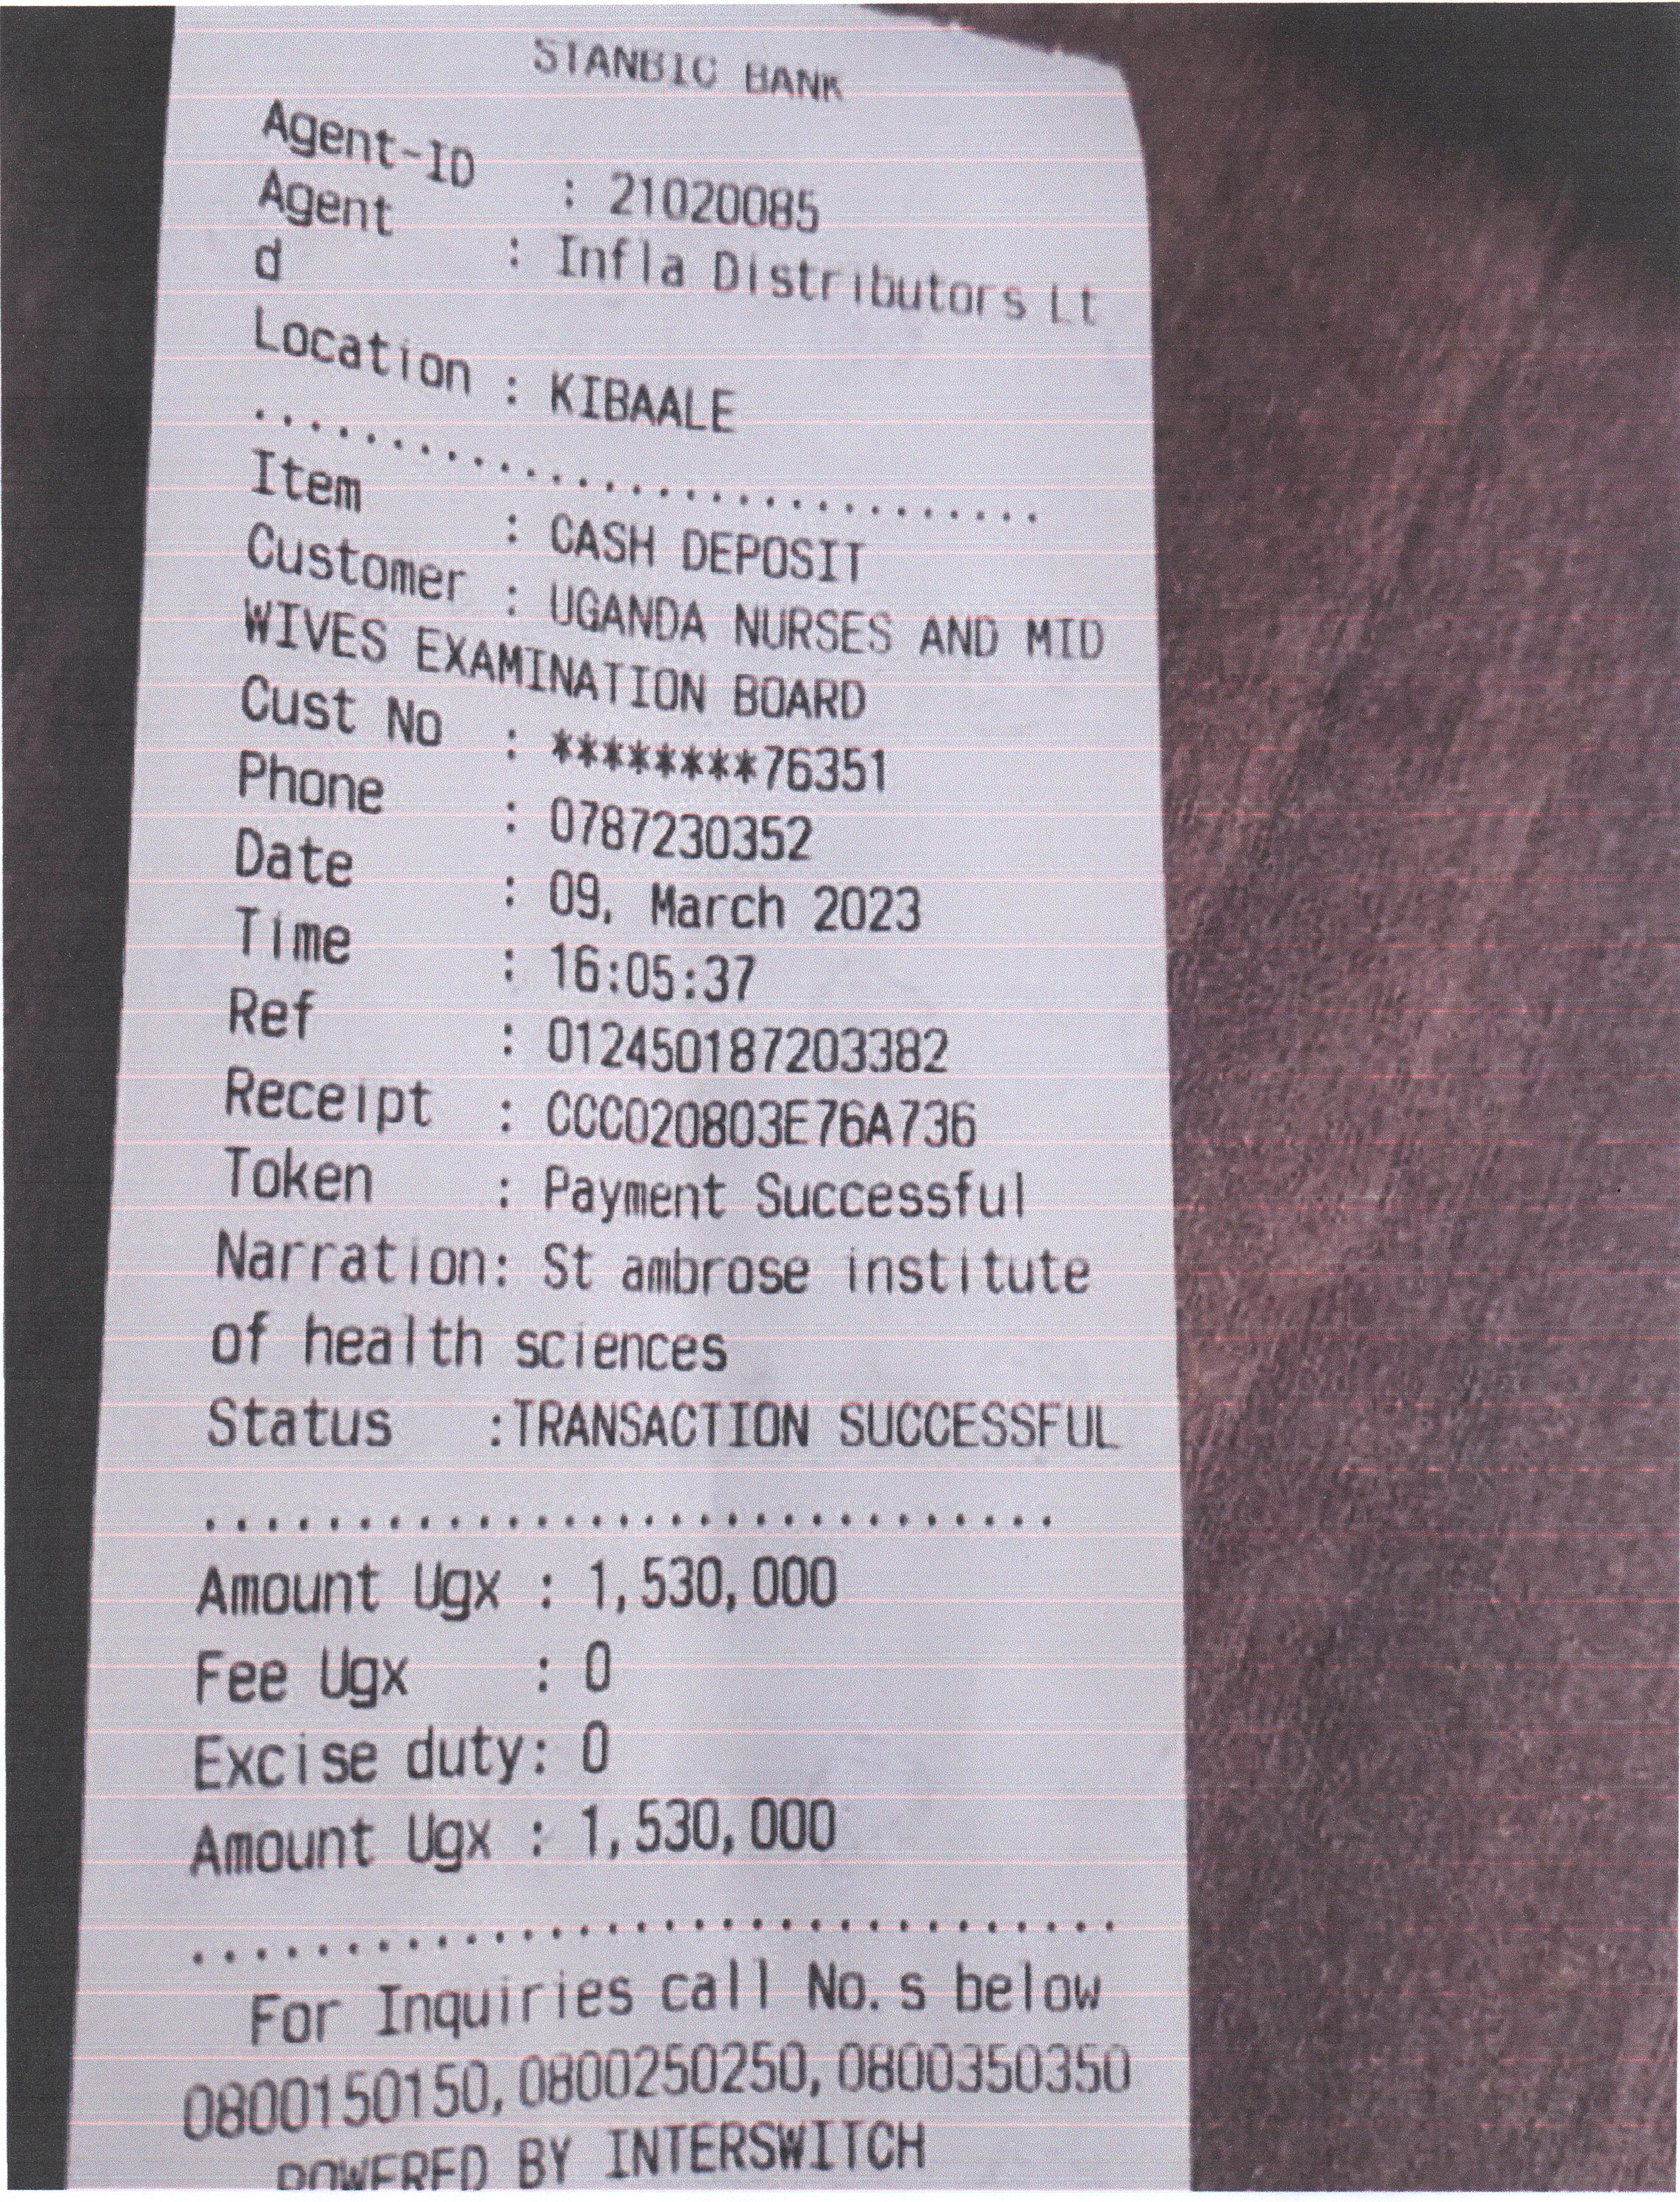 STANBIC BANK
Agent-ID : 21020085
Agent : Infla Distributors Lt
d
Location : KIBAALE
................................
Item : CASH DEPOSIT
Customer : UGANDA NURSES AND MID
WIVES EXAMINATION BOARD
Cust No : ********76351
Phone : 0787230352
Date : 09, March 2023
Time : 16:05:37
Ref : 012450187203382
Receipt : CCC020803E76A736
Token : Payment Successful
Narration: St ambrose institute
of health sciences
Status :TRANSACTION SUCCESSFUL
................................
Amount Ugx : 1,530,000
Fee Ugx : 0
Excise duty: 0
Amount Ugx : 1,530,000
................................
For Inquiries call No.s below
0800150150,0800250250,0800350350
POWERED BY INTERSWITCH